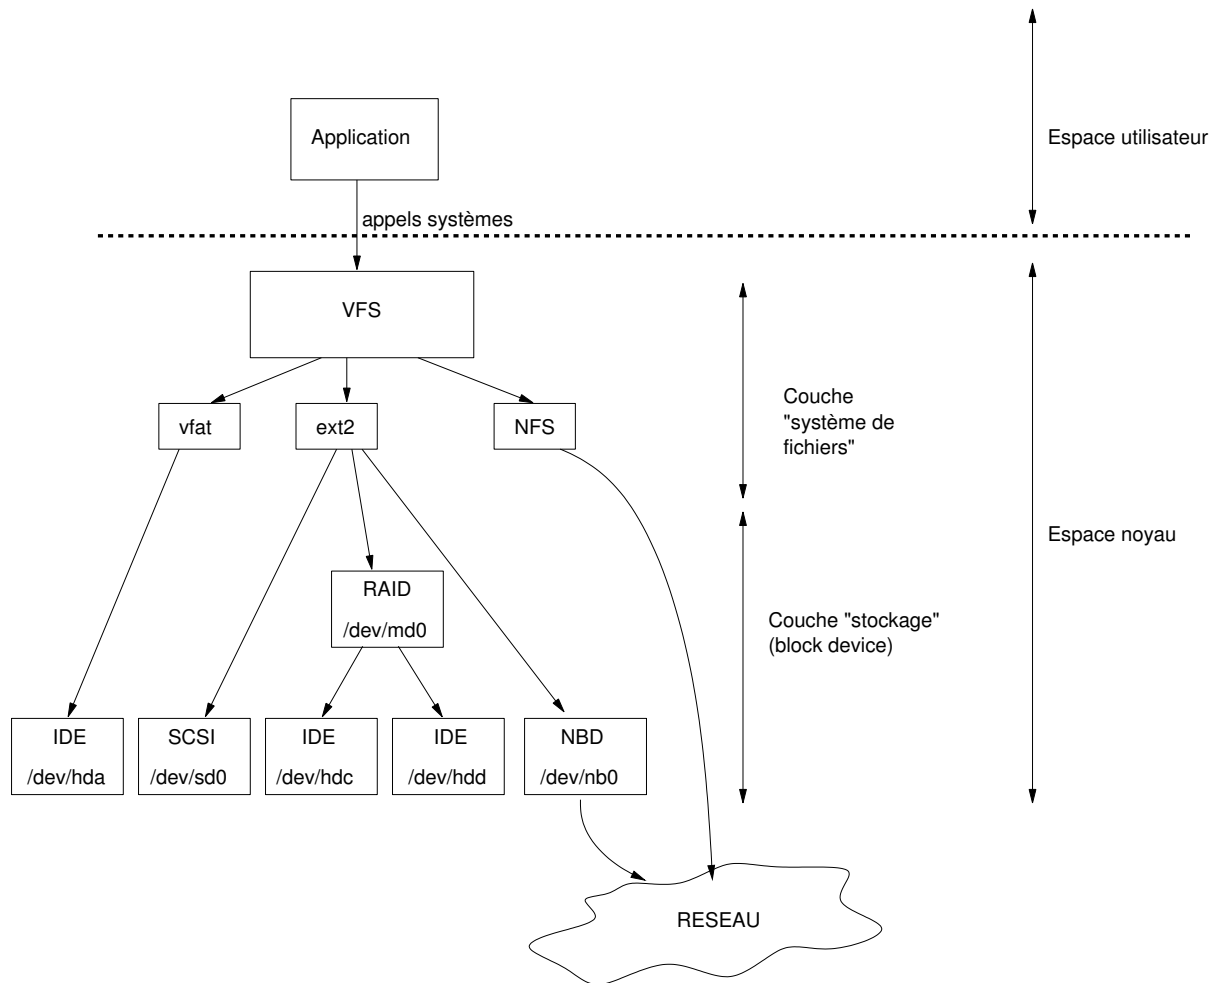 Application
Espace utilisateur
appels systèmes
VFS
Couche
"système de
fichiers"
vfat
ext2
NFS
Espace noyau
RAID
/dev/md0
Couche "stockage"
(block device)
IDE
/dev/hda
SCSI
/dev/sd0
IDE
/dev/hdc
IDE
/dev/hdd
NBD
/dev/nb0
RESEAU